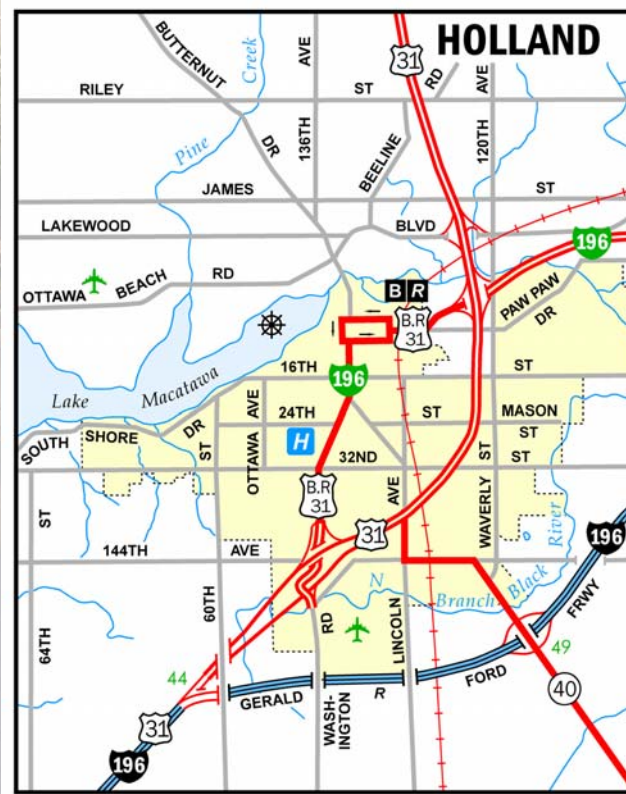 HOLLAND
BUTTERNUT
Creek
AVE
31
RD
AVE
RILEY
ST
136TH
DR
BEELINE
120TH
Pine
JAMES
ST
LAKEWOOD
BLVD
196
OTTAWA BEACH RD
B R
PAW PAW
DR
B.R
31
16TH
ST
196
Lake Macatawa
AVE
24TH
ST
MASON
ST
SOUTH SHORE DR
ST
OTTAWA
H
32ND
ST
B.R
31
AVE
WAVERLY
ST
31
River
196
144TH
AVE
ST
60TH
N Branch Black
FRWY
64TH
RD
LINCOLN
49
44
GERALD R FORD
40
31
WASH-
INGTON
196